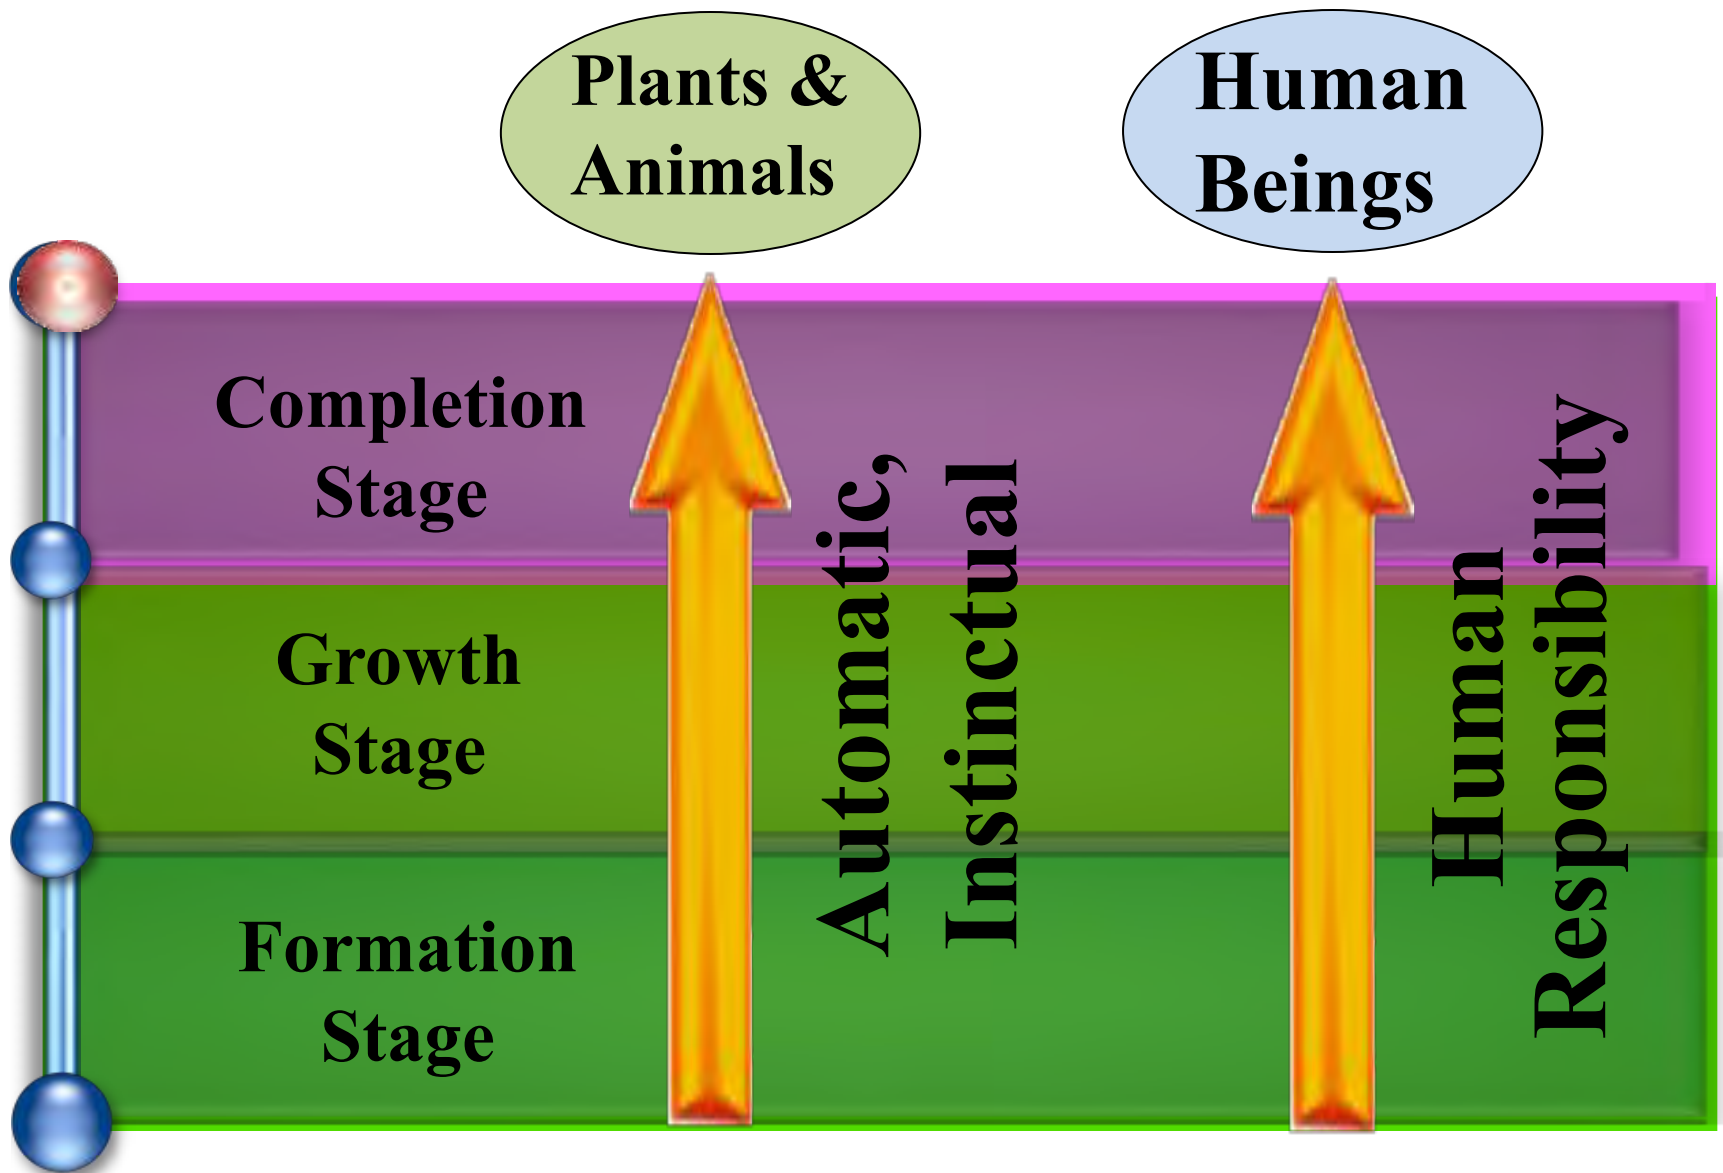 Plants &
Animals
Human
Beings
Completion
Stage
Growth
Stage
Formation
Stage
Automatic,
Instinctual
Human
Responsibility